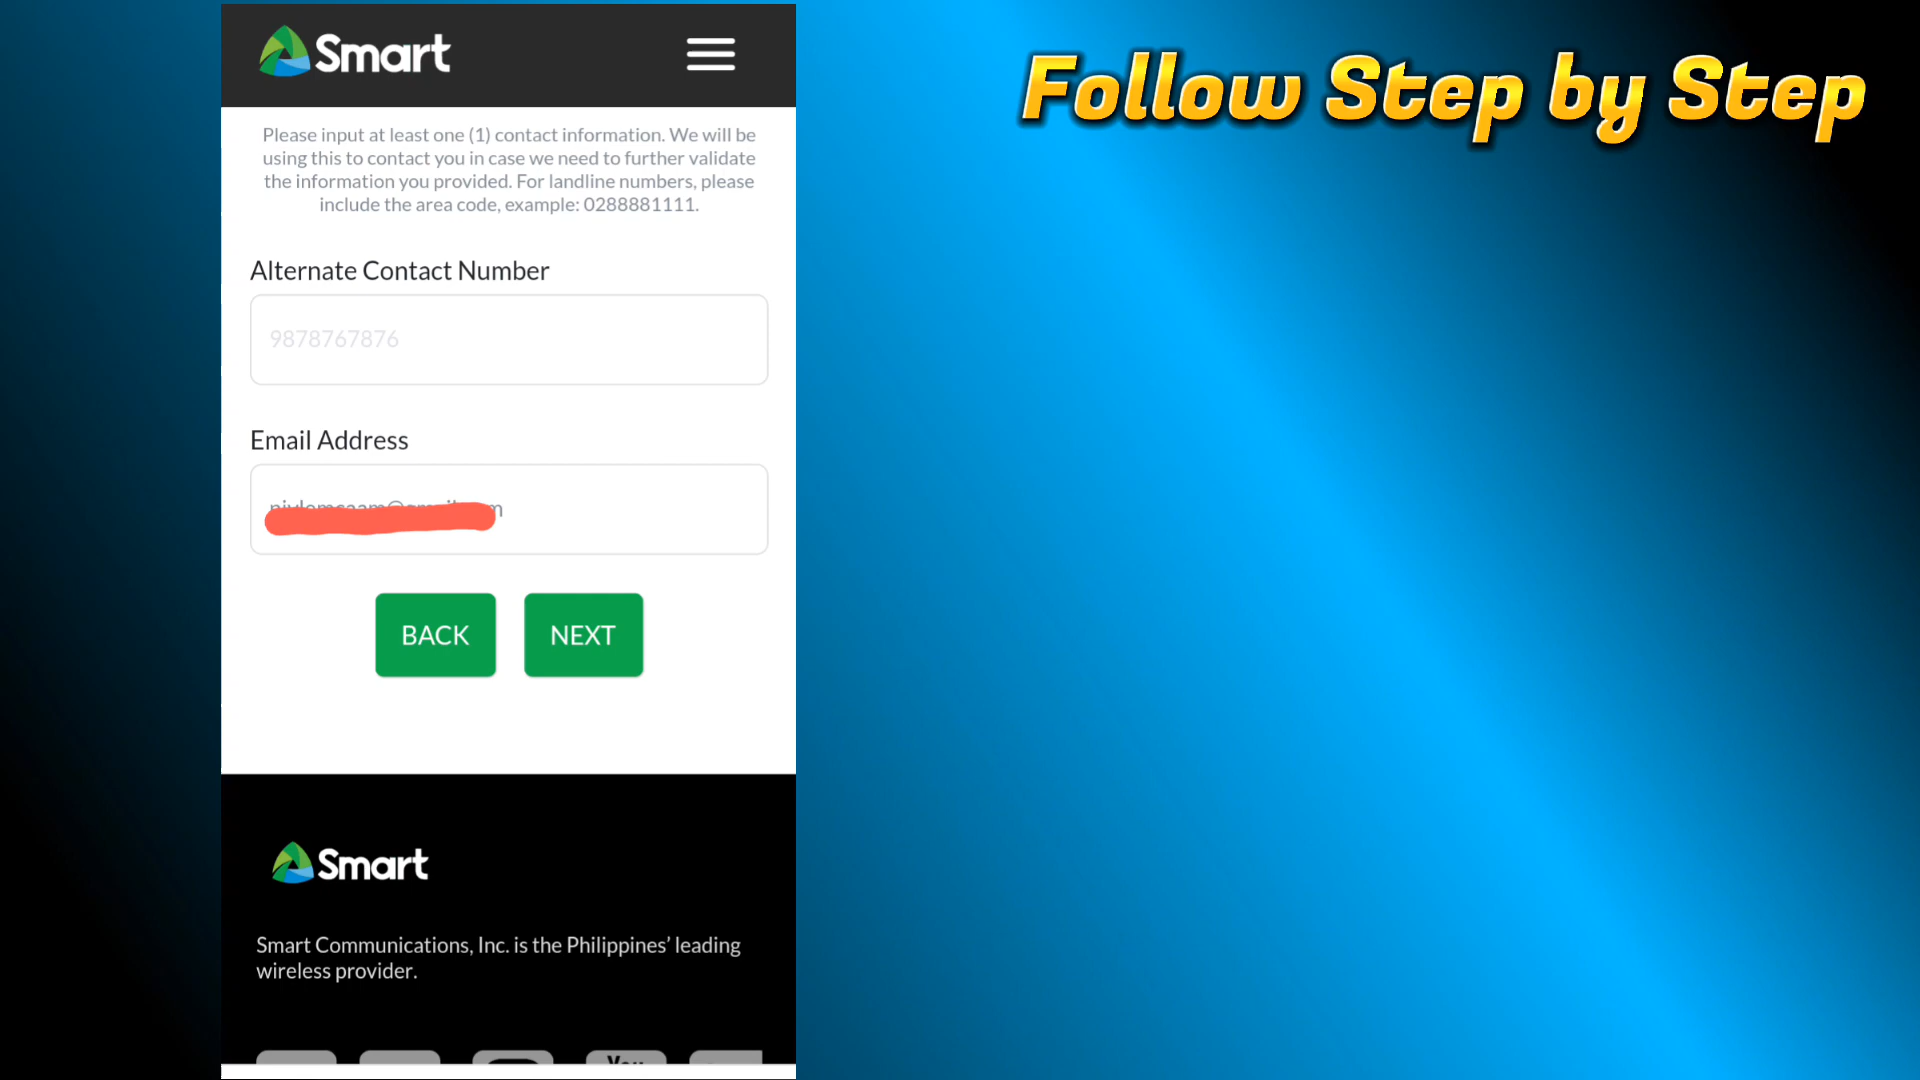 Smart
Follow Step by Step
Please input at least one (1) contact information. We will be
using this to contact you in case we need to further validate
the information you provided. For landline numbers, please
include the area code, example: 0288881111.
Alternate Contact Number
9878767876
Email Address
BACK
NEXT
Smart
Smart Communications, Inc. is the Philippines’ leading
wireless provider.